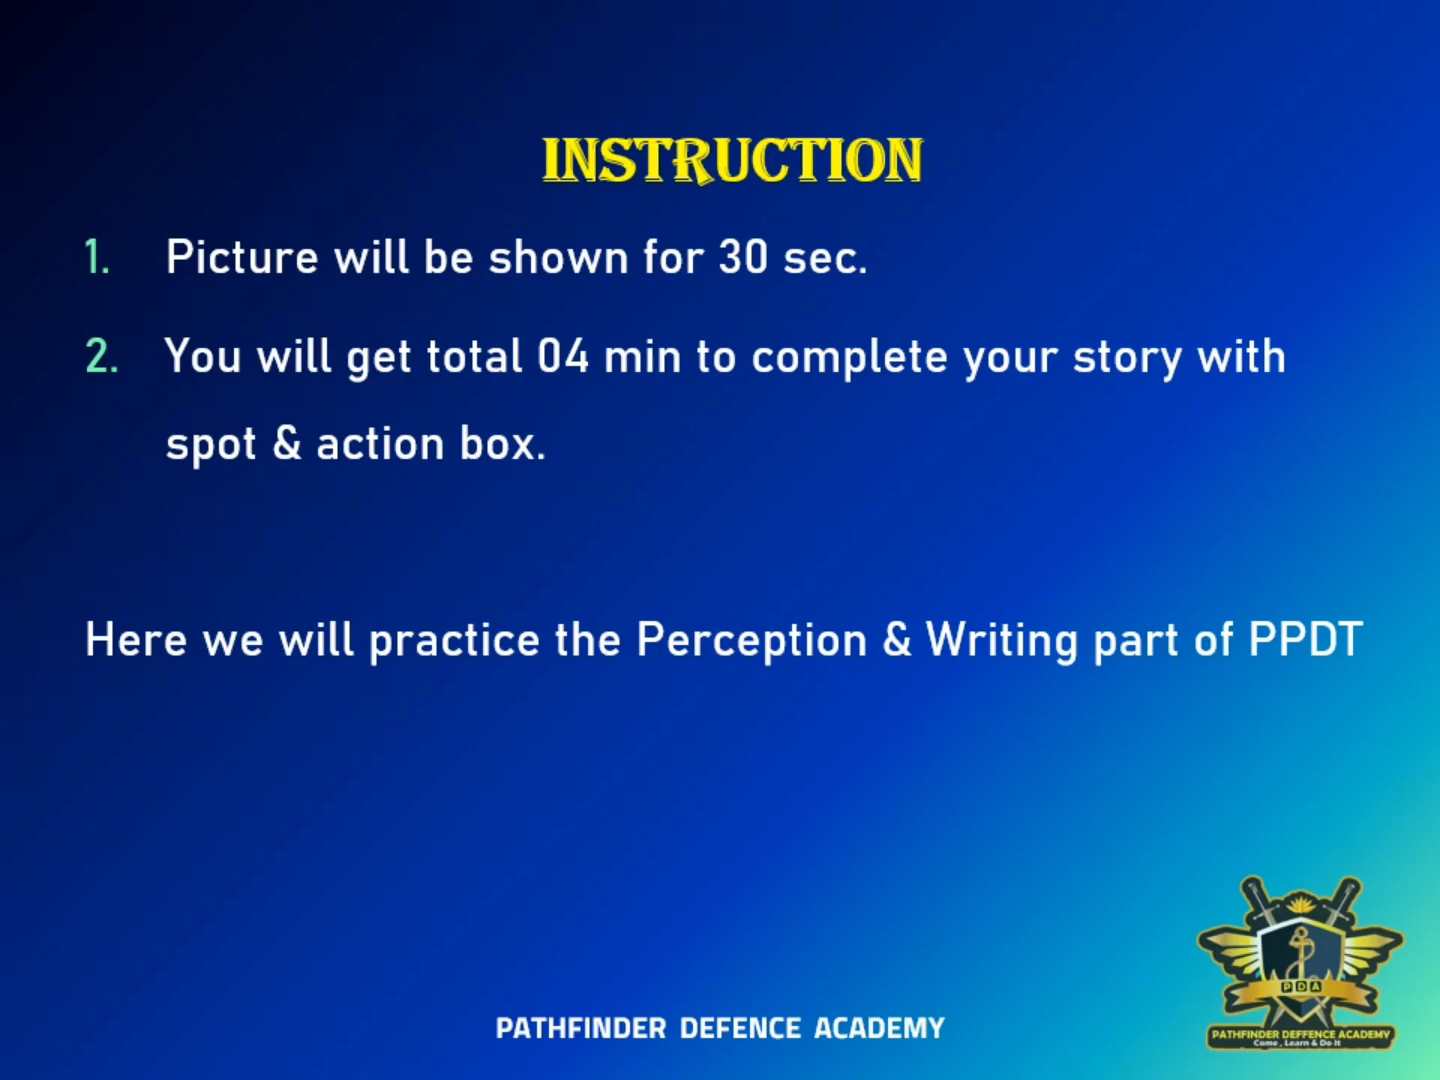 INSTRUCTION
1. Picture will be shown for 30 sec.
2. You will get total 04 min to complete your story with
spot & action box.
Here we will practice the Perception & Writing part of PPDT
PDA
PATHFINDER DEFFENCE ACADEMY
Come , Learn & Do It
PATHFINDER DEFENCE ACADEMY